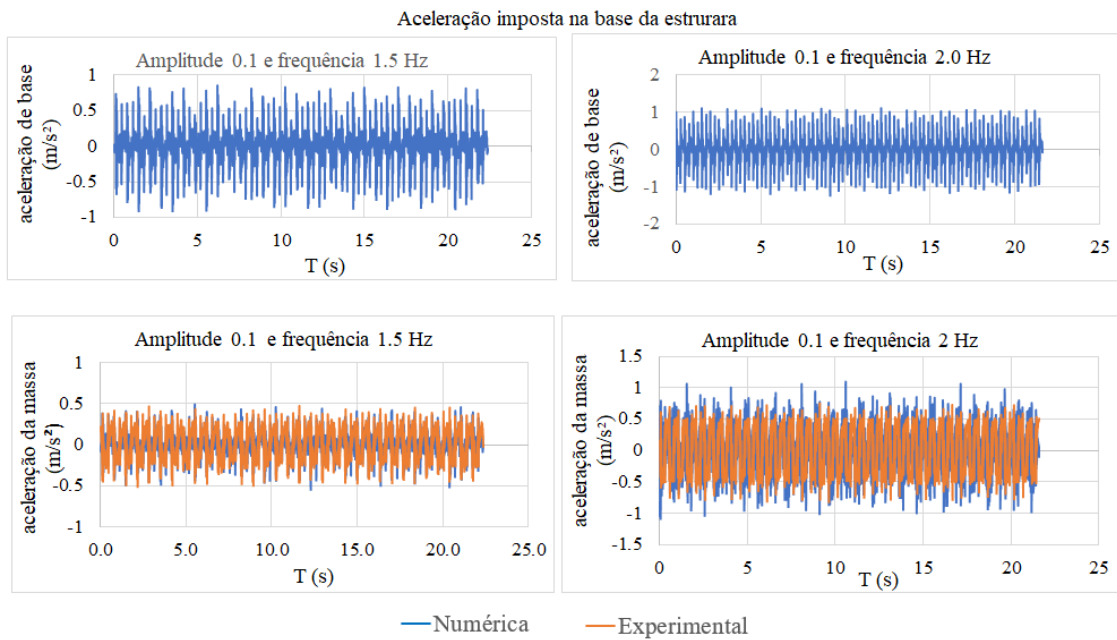 Aceleração imposta na base da estrurara
Amplitude 0.1 e frequência 1.5 Hz
aceleração de base
(m/s²)
1
0.5
0
-0.5
-1
0 5 10 15 20 25
T (s)
Amplitude 0.1 e frequência 2.0 Hz
aceleração de base
(m/s²)
2
1
0
-1
-2
0 5 10 15 20 25
T (s)
Amplitude 0.1 e frequência 1.5 Hz
aceleração da massa
(m/s²)
1
0.5
0
-0.5
-1
0.0 5.0 10.0 15.0 20.0 25.0
T (s)
Amplitude 0.1 e frequência 2 Hz
aceleração da massa
(m/s²)
1.5
1
0.5
0
-0.5
-1
-1.5
0 5 10 15 20 25
T (s)
Numérica Experimental